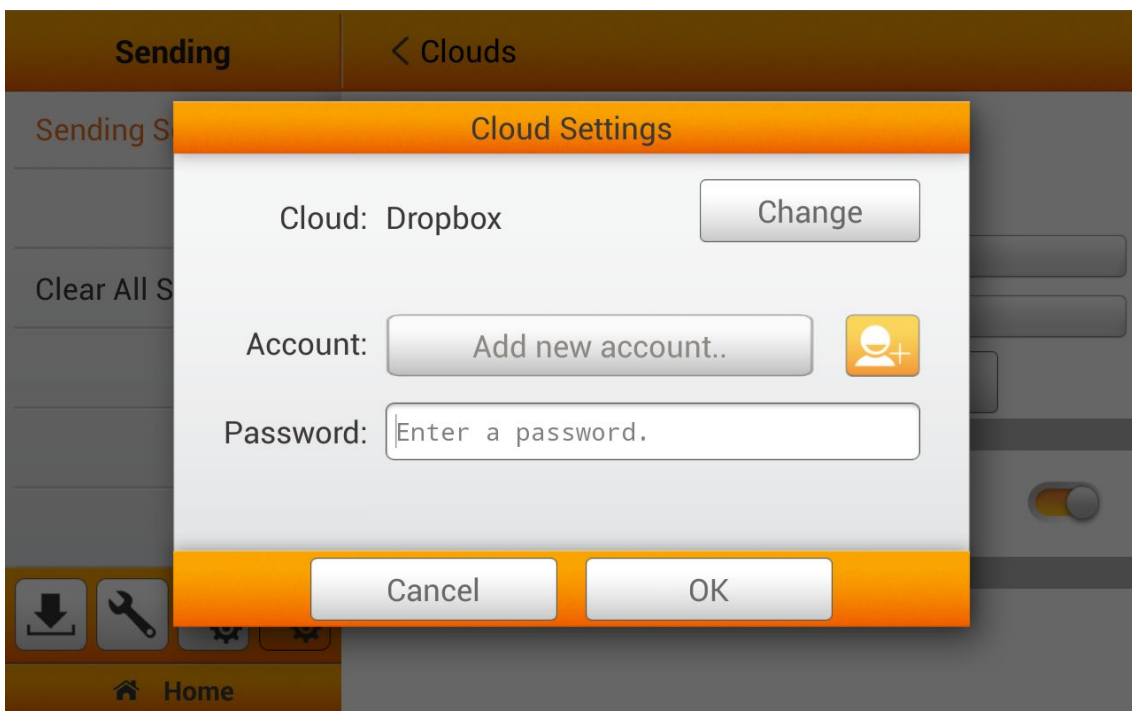 Sending
Clouds
Sending S
Cloud Settings
Cloud: Dropbox
Change
Clear All S
Account: Add new account..
Password: Enter a password.
Cancel
OK
Home